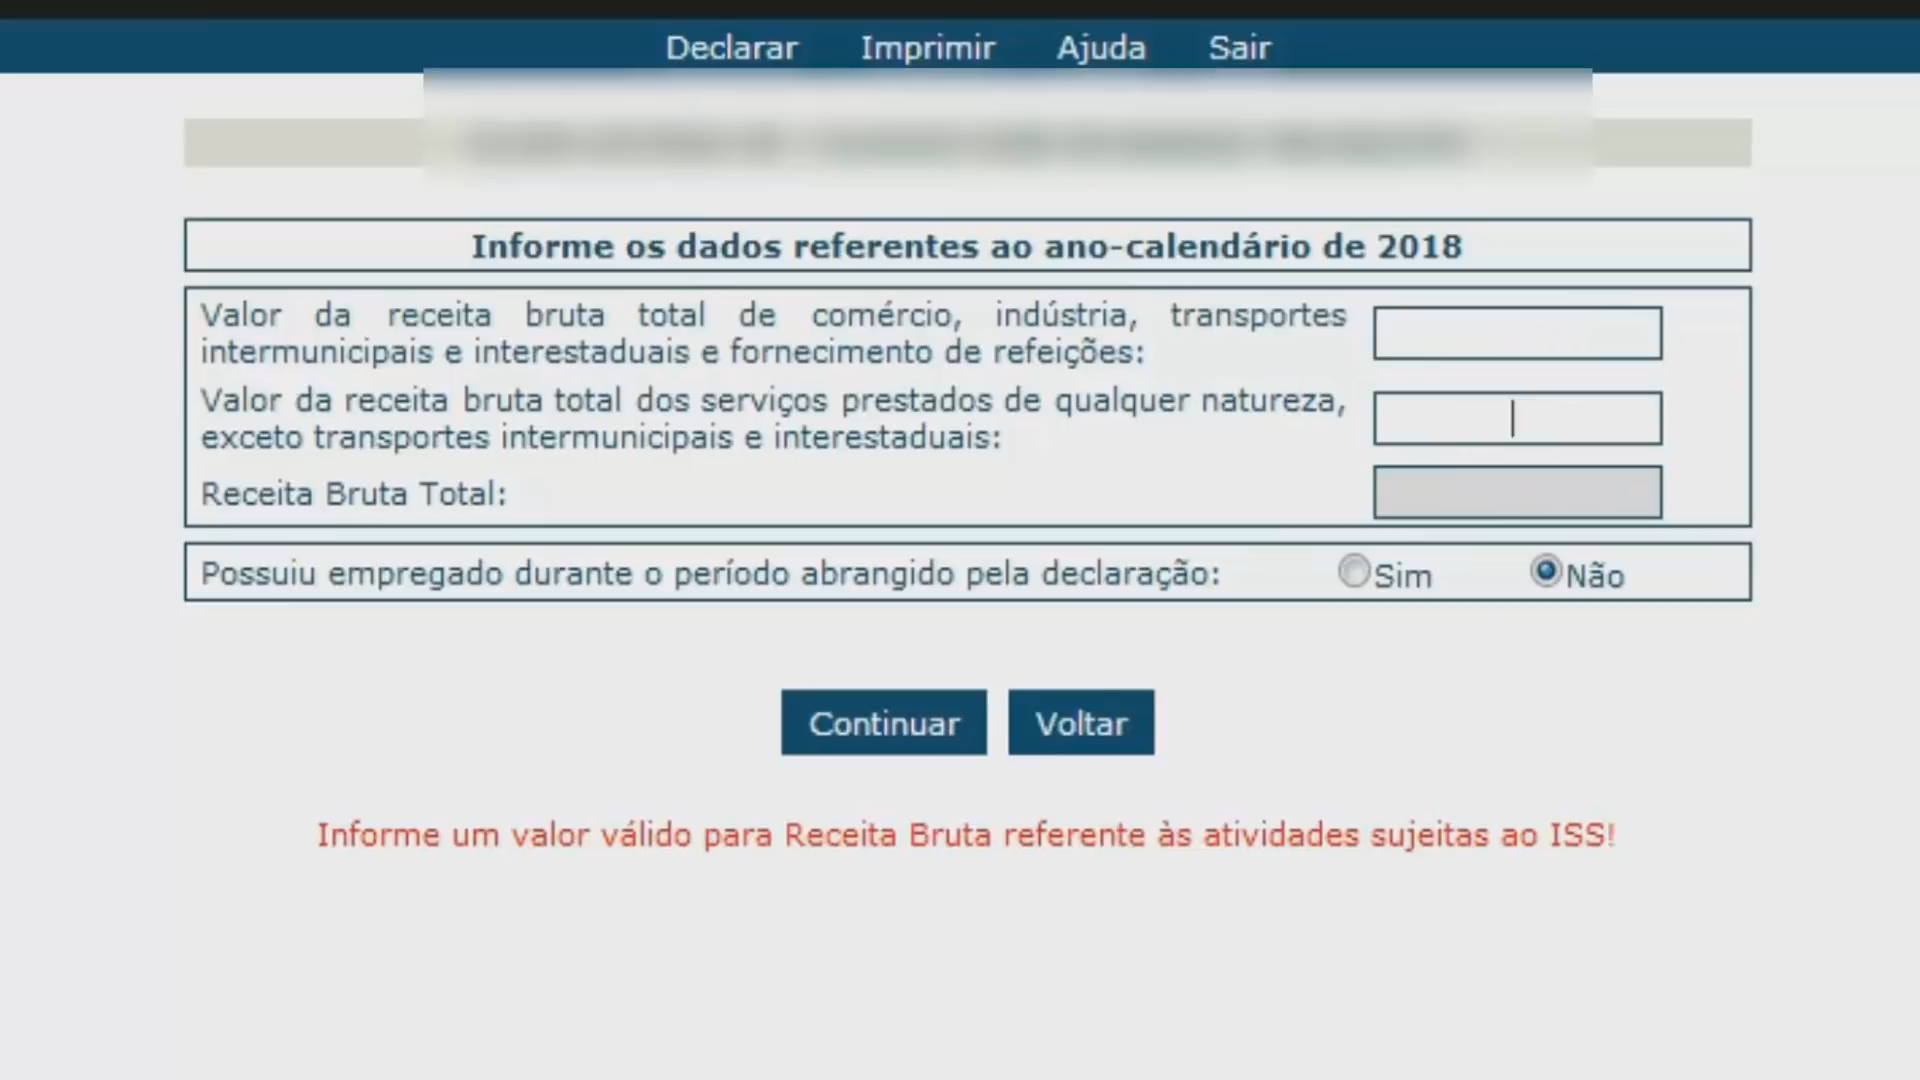 Declarar Imprimir Ajuda Sair
Informe os dados referentes ao ano-calendário de 2018
Valor da receita bruta total de comércio, indústria, transportes
intermunicipais e interestaduais e fornecimento de refeições:
Valor da receita bruta total dos serviços prestados de qualquer natureza,
exceto transportes intermunicipais e interestaduais:
Receita Bruta Total:
Possuiu empregado durante o período abrangido pela declaração: Sim Não
Continuar Voltar
Informe um valor válido para Receita Bruta referente às atividades sujeitas ao ISS!